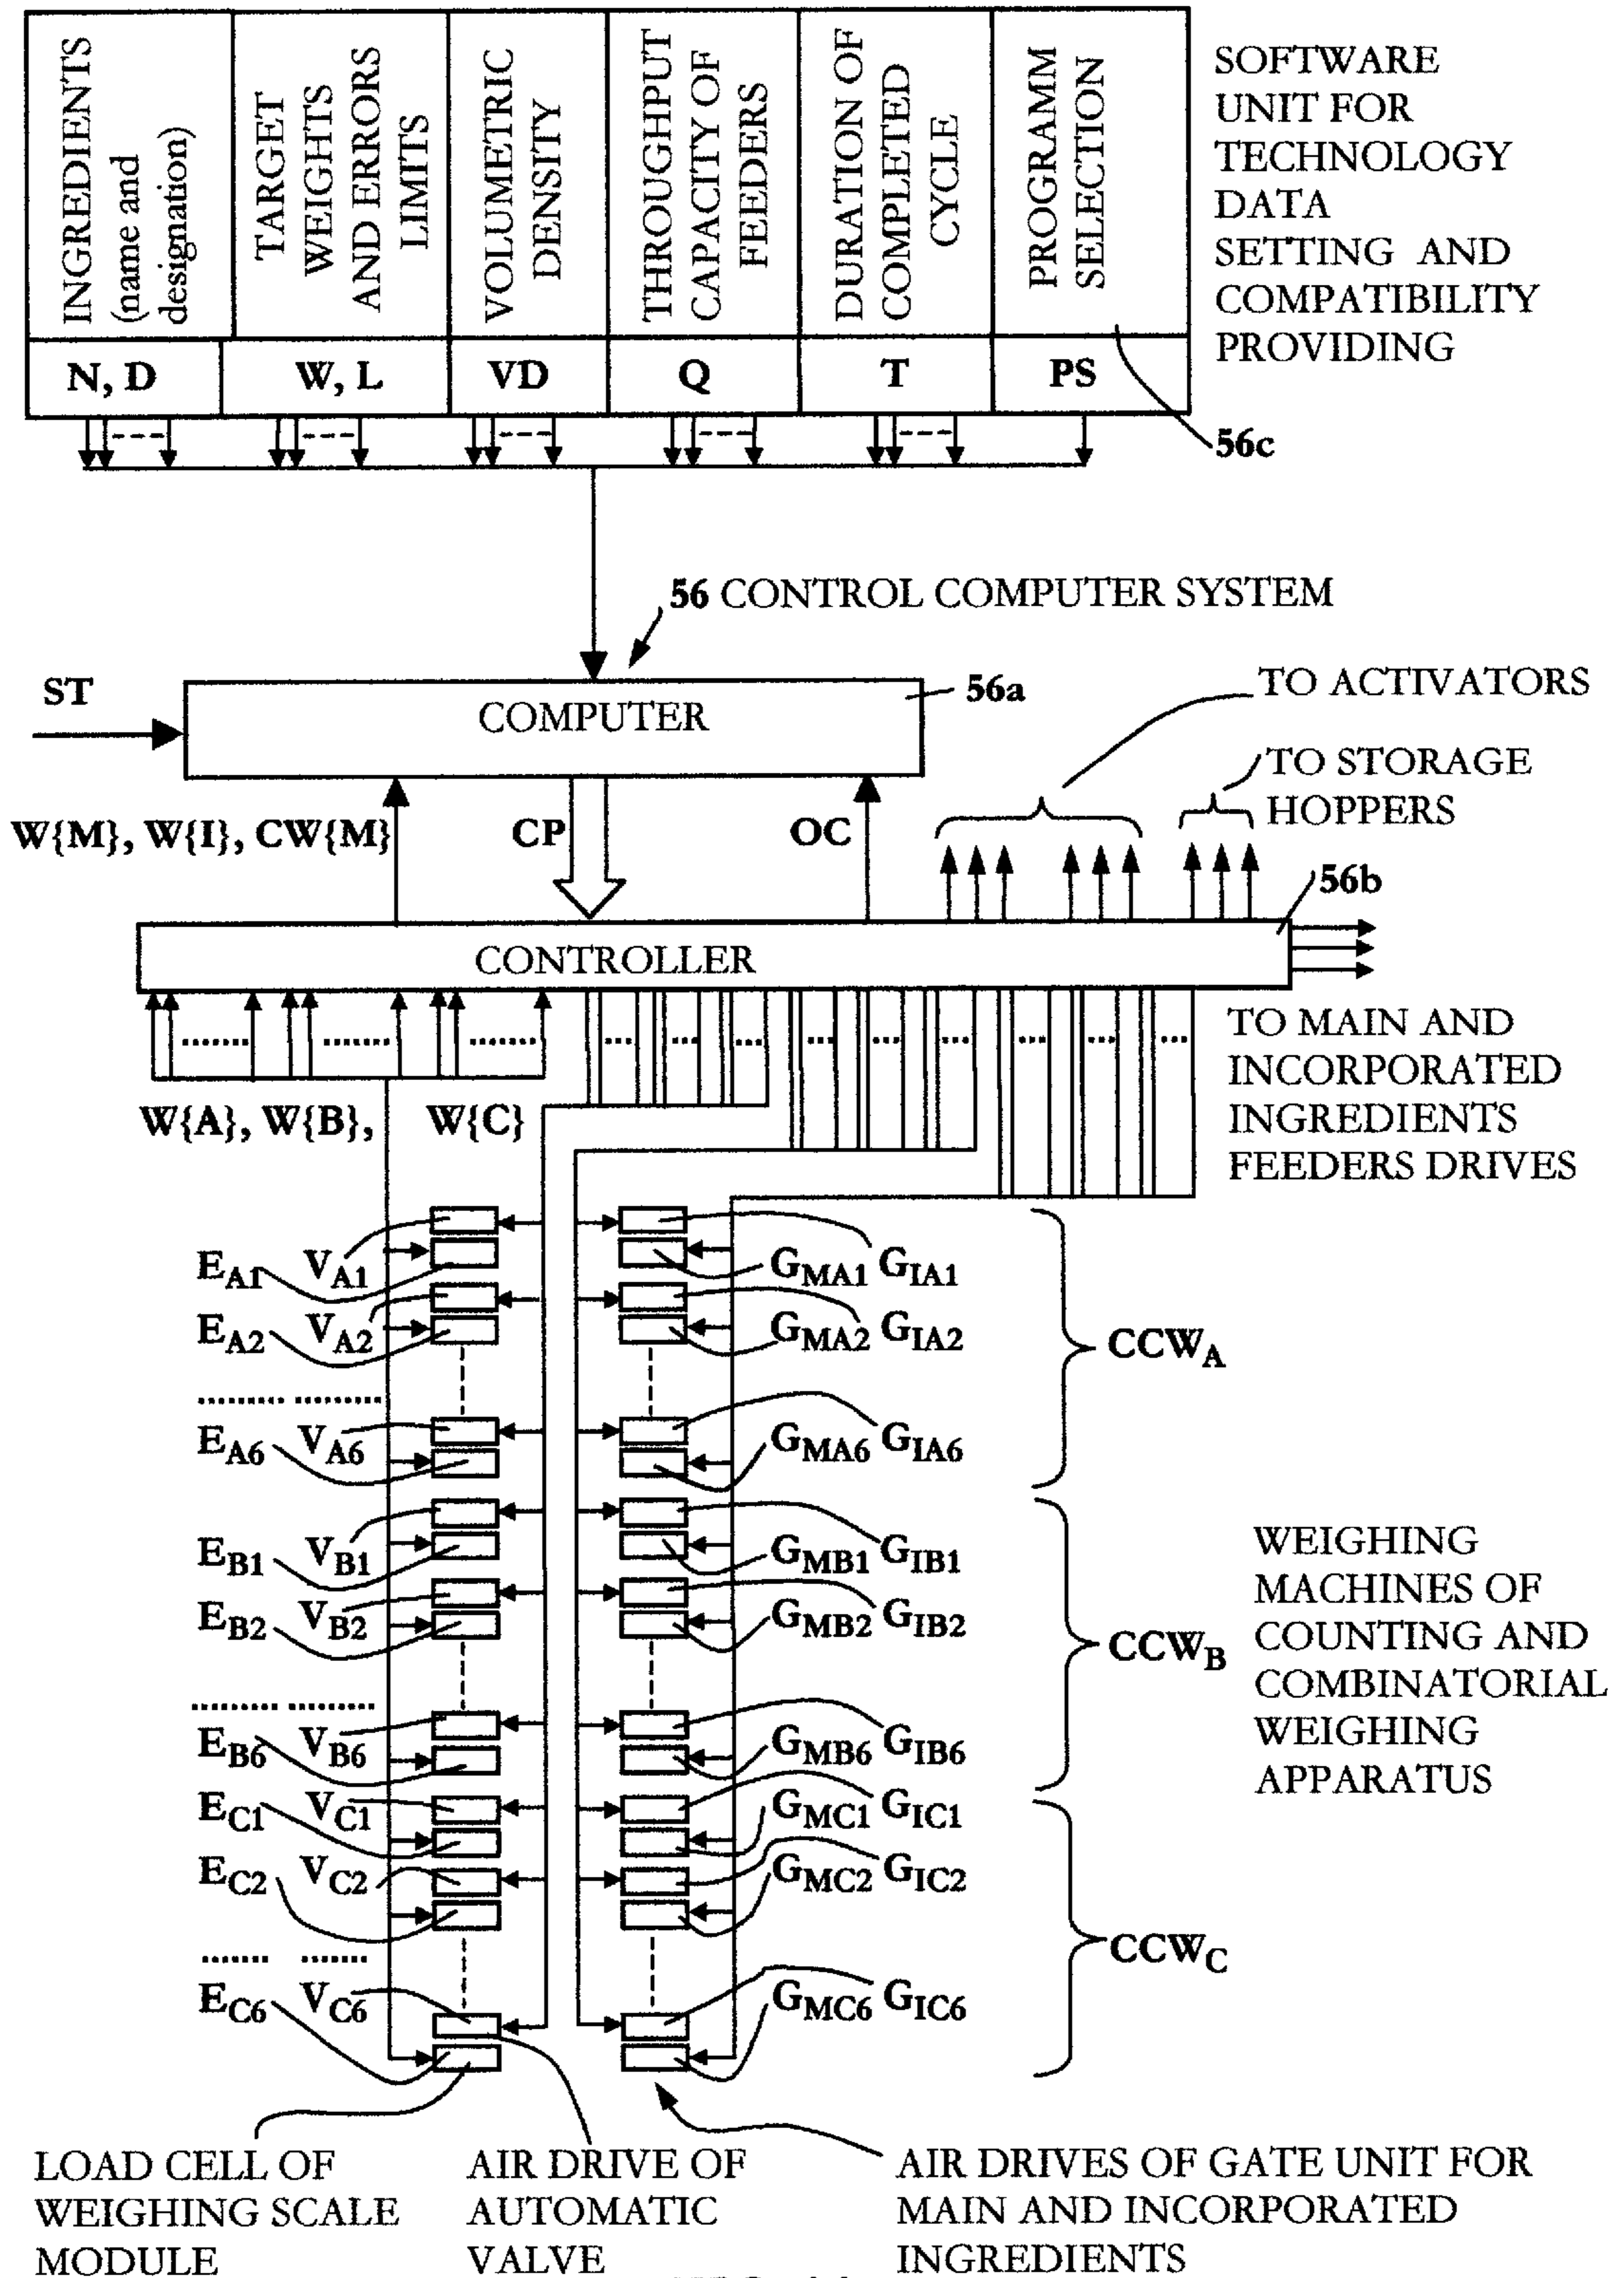 INGREDIENTS
(name and
designation)
TARGET
WEIGHTS
AND ERRORS
LIMITS
VOLUMETRIC
DENSITY
THROUGHPUT
CAPACITY OF
FEEDERS
DURATION OF
COMPLETED
CYCLE
PROGRAMM
SELECTION
SOFTWARE
UNIT FOR
TECHNOLOGY
DATA
SETTING AND
COMPATIBILITY
PROVIDING
N, D
W, L
VD
Q
T
PS
56c
56 CONTROL COMPUTER SYSTEM
ST
COMPUTER
56a
TO ACTIVATORS
TO STORAGE
HOPPERS
W{M}, W{I}, CW{M}
CP
OC
56b
CONTROLLER
TO MAIN AND
INCORPORATED
INGREDIENTS
FEEDERS DRIVES
W{A}, W{B}, W{C}
EA1 VA1 GMA1 GIA1
EA2 VA2 GMA2 GIA2
CCWA
EA6 VA6 GMA6 GIA6
EB1 VB1 GMB1 GIB1
EB2 VB2 GMB2 GIB2
CCWB
EB6 VB6 GMB6 GIB6
WEIGHING
MACHINES OF
COUNTING AND
COMBINATORIAL
WEIGHING
APPARATUS
EC1 VC1 GMC1 GIC1
EC2 VC2 GMC2 GIC2
CCWC
EC6 VC6 GMC6 GIC6
LOAD CELL OF
WEIGHING SCALE
MODULE
AIR DRIVE OF
AUTOMATIC
VALVE
AIR DRIVES OF GATE UNIT FOR
MAIN AND INCORPORATED
INGREDIENTS